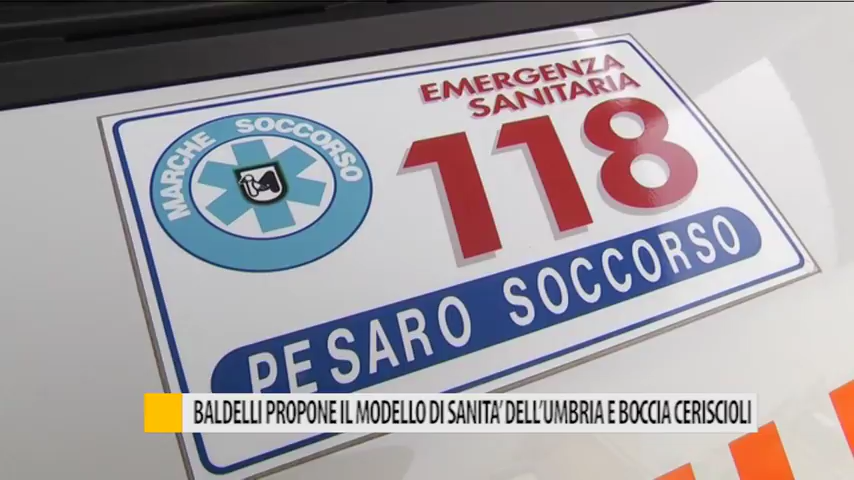 MARCHE SOCCORSO
EMERGENZA
SANITARIA
118
PESARO SOCCORSO
BALDELLI PROPONE IL MODELLO DI SANITA' DELL'UMBRIA E BOCCIA CERISCIOLI